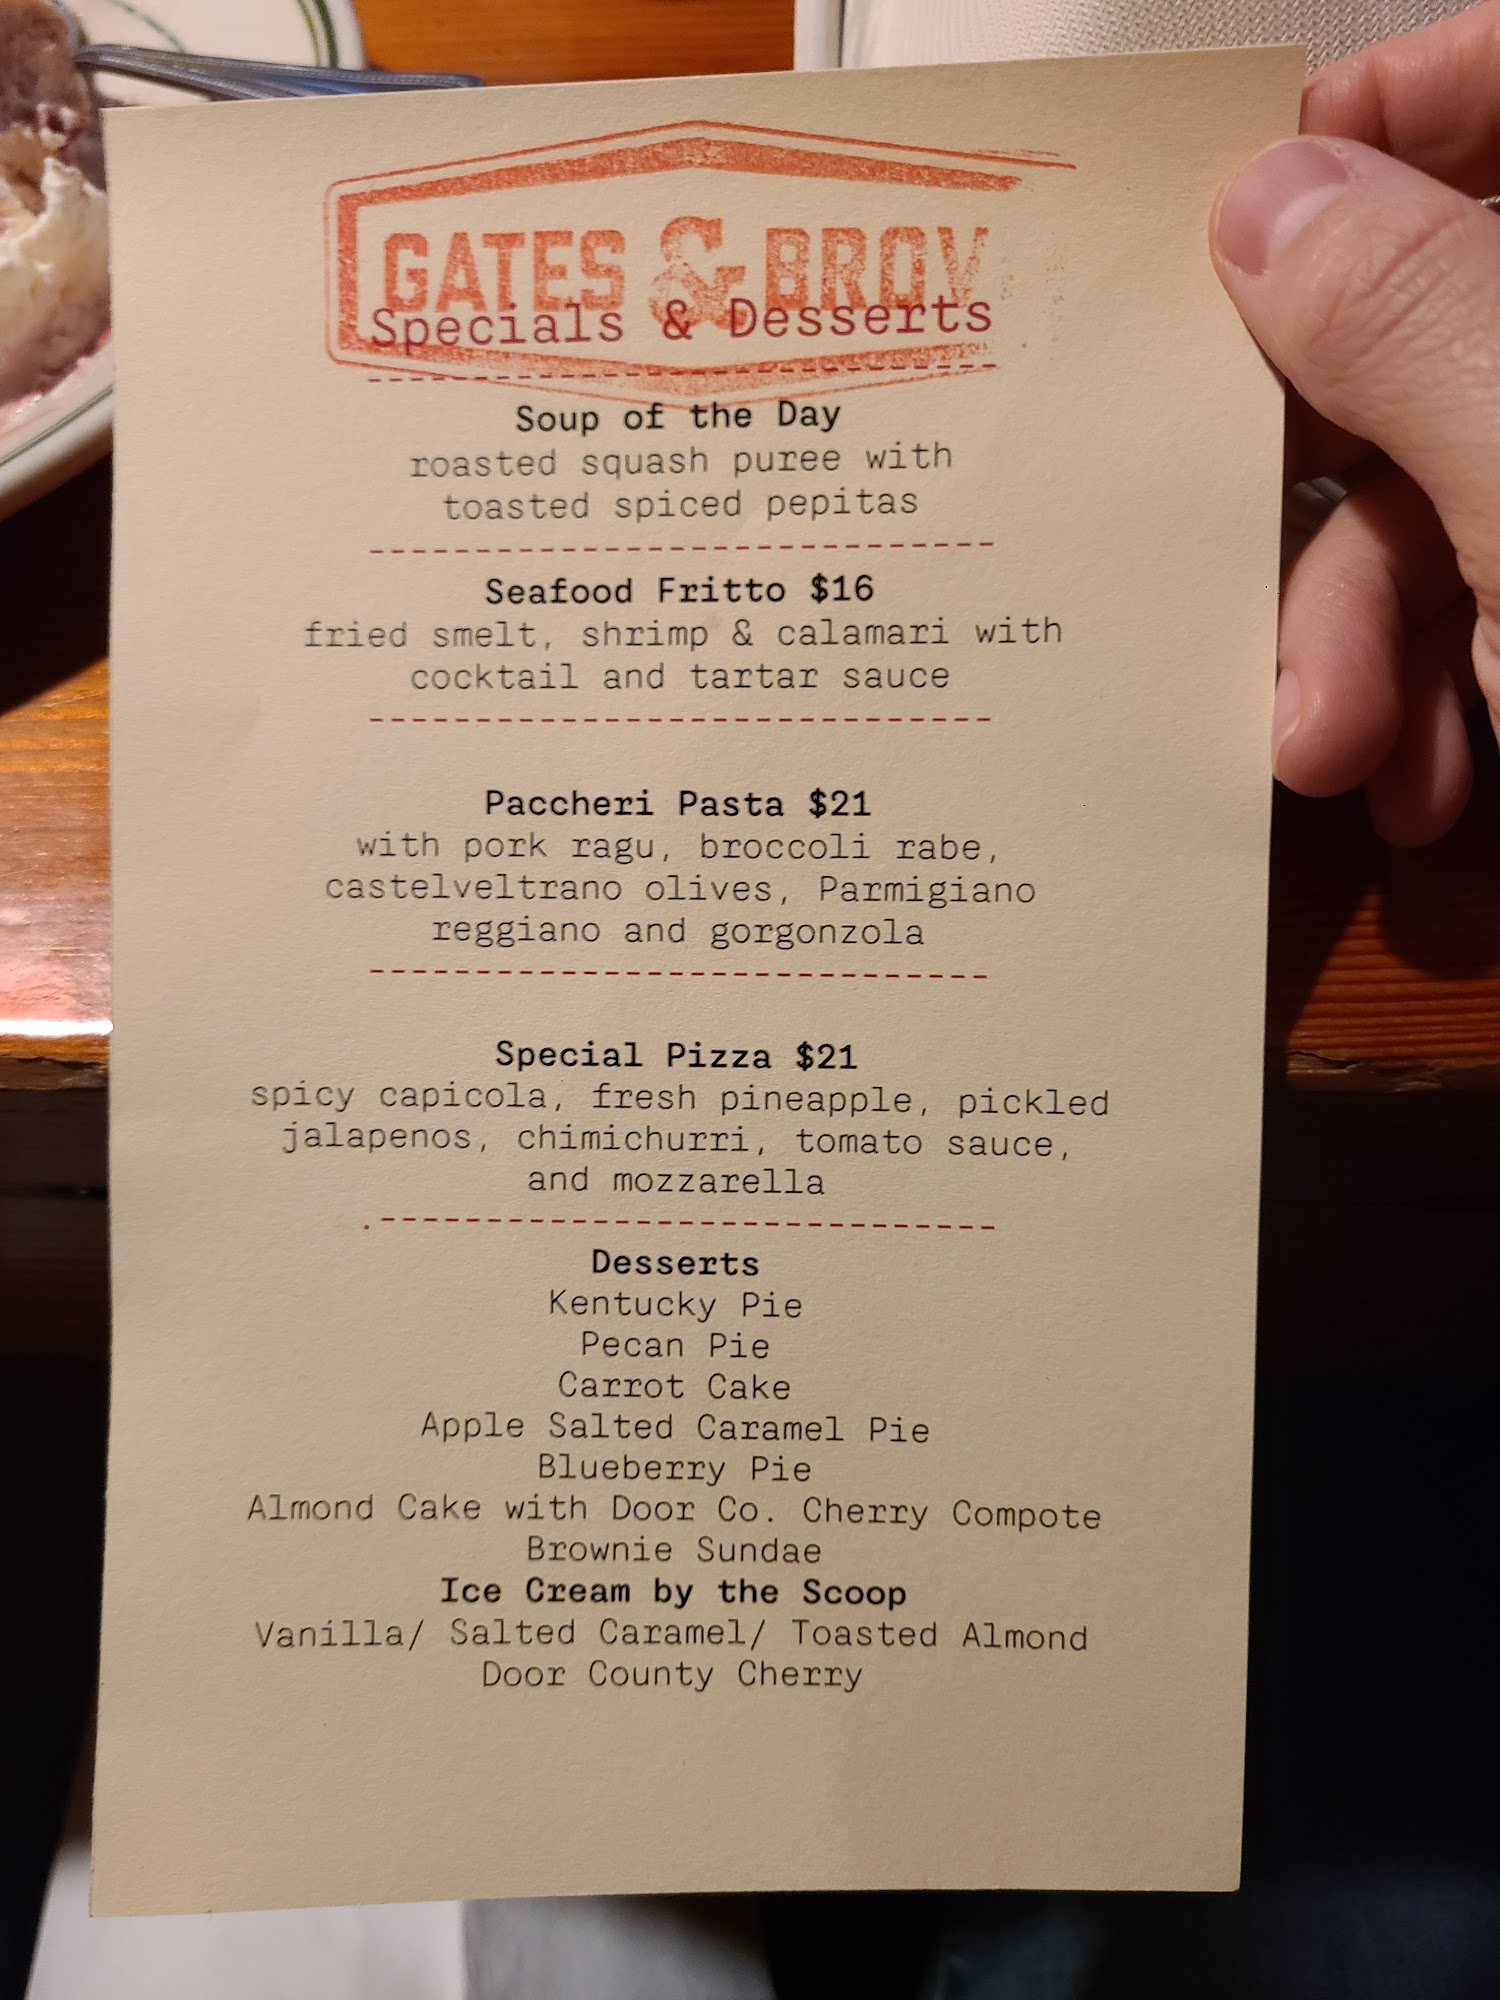 GATES & BROV
Specials & Desserts
Soup of the Day
roasted squash puree with
toasted spiced pepitas
Seafood Fritto $16
fried smelt, shrimp & calamari with
cocktail and tartar sauce
Paccheri Pasta $21
with pork ragu, broccoli rabe,
castelveltrano olives, Parmigiano
reggiano and gorgonzola
Special Pizza $21
spicy capicola, fresh pineapple, pickled
jalapenos, chimichurri, tomato sauce,
and mozzarella
Desserts
Kentucky Pie
Pecan Pie
Carrot Cake
Apple Salted Caramel Pie
Blueberry Pie
Almond Cake with Door Co. Cherry Compote
Brownie Sundae
Ice Cream by the Scoop
Vanilla/ Salted Caramel/ Toasted Almond
Door County Cherry